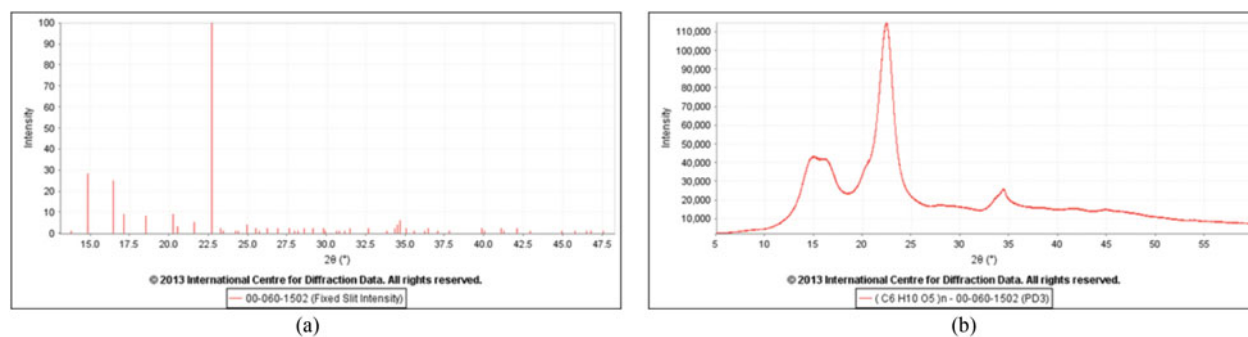 100
90
80
70
60
50
40
30
20
10
0
Intensity
15.0 17.5 20.0 22.5 25.0 27.5 30.0 32.5 35.0 37.5 40.0 42.5 45.0 47.5
2θ (°)
© 2013 International Centre for Diffraction Data. All rights reserved.
00-060-1502 (Fixed Slit Intensity)
(a)
110,000
100,000
90,000
80,000
70,000
60,000
50,000
40,000
30,000
20,000
10,000
Intensity
5 10 15 20 25 30 35 40 45 50 55
2θ (°)
© 2013 International Centre for Diffraction Data. All rights reserved.
( C6 H10 O5 )n - 00-060-1502 (PD3)
(b)